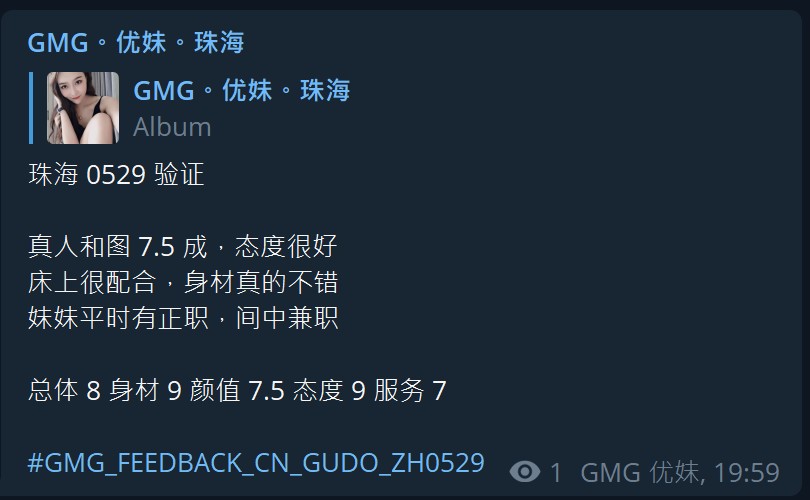 GMG。优妹。珠海
GMG。优妹。珠海
Album
珠海 0529 验证
真人和图 7.5 成，态度很好
床上很配合，身材真的不错
妹妹平时有正职，间中兼职
总体 8 身材 9 颜值 7.5 态度 9 服务 7
#GMG_FEEDBACK_CN_GUDO_ZH0529
1 GMG 优妹, 19:59